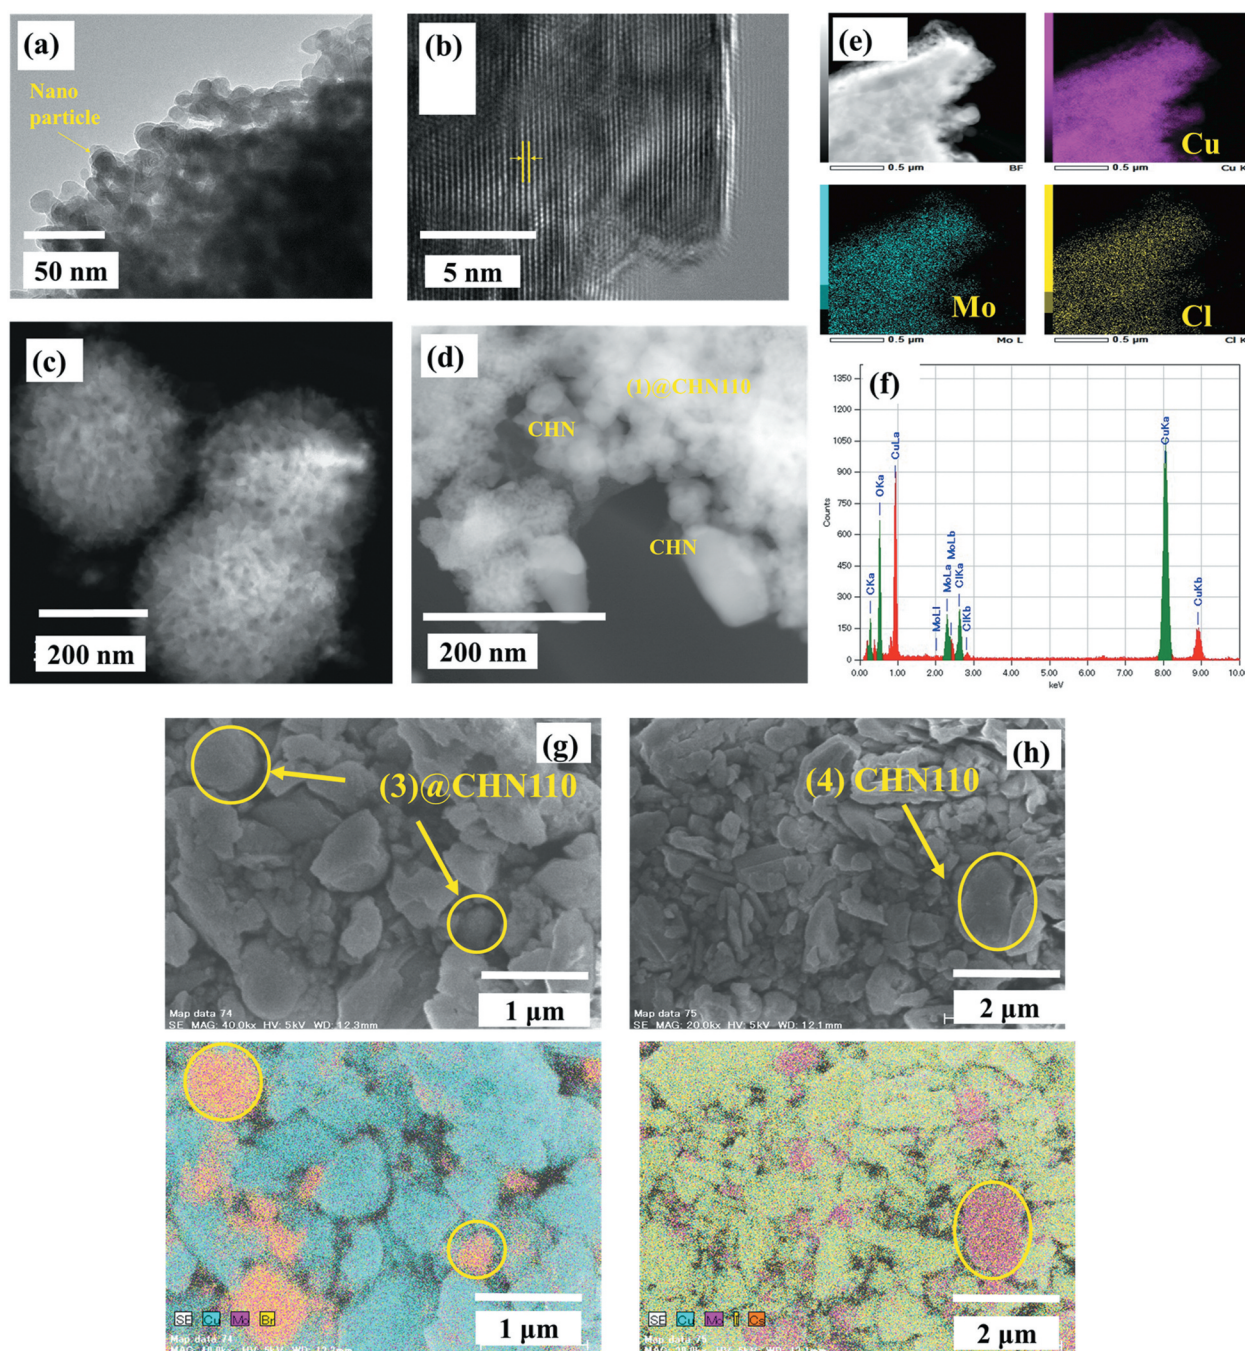 (a)
Nano
particle
50 nm
(b)
5 nm
(e)
0.5 µm
BF
Cu
0.5 µm
Cu K
Mo
0.5 µm
Mo L
Cl
0.5 µm
Cl K
(c)
200 nm
(d)
(1)@CHN110
CHN
CHN
200 nm
(f)
Counts
1350
1200
1050
900
750
600
450
300
150
0
CKa
OKa
CuLa
MoLl
MoLa
MoLb
ClKa
ClKb
CuKa
CuKb
0.00
1.00
2.00
3.00
4.00
5.00
6.00
7.00
8.00
9.00
10.0
keV
(g)
(3)@CHN110
1 µm
Map data 74
SE MAG: 40.0kx HV: 5kV WD: 12.3mm
(h)
(4) CHN110
2 µm
Map data 75
SE MAG: 20.0kx HV: 5kV WD: 12.1mm
SE Cu Mo Br
Map data 74
1 µm
SE Cu Mo I Cs
Map data 75
2 µm